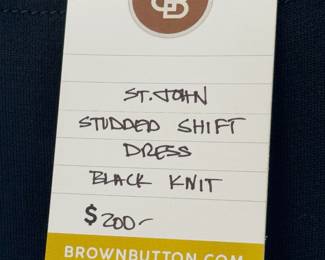 B
ST. JOHN
STUDDED SHIFT
DRESS
BLACK KNIT
$200-
BROWNBUTTON.COM